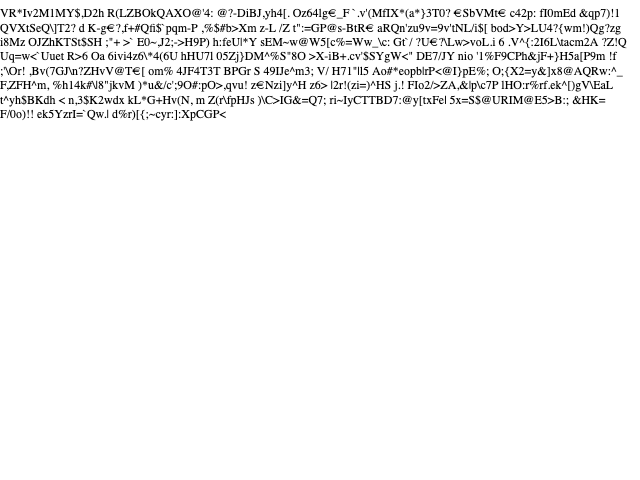 VR*Iv2M1MY$,D2h R(LZBOkQAXO@'4: @?-DiBJ,yh4[. Oz64lg€_F`.v'(MfIX*(a*}3T0? €SbVMt€ c42p: fI0mEd &qp7)!1
QVXtSeQ\]T2? d K-g€?,f+#Qfi$`pqm-P ,%$#b>Xm z-L /Z t":=GP@s-BtR€ aRQn'zu9v=9v'tNL/i$[ bod>Y>LU4?{wm!)Qg?zg
i8Mz OJZhKTSt$SH ;"+ >` E0~,J2;->H9P) h:feU|*Y sEM~w@W5[c%=Ww_\c: Gt`/ ?U€?\Lw>voL.i 6 .V^{:2I6L\tacm2A ?Z!Q
Uq=w<`Uuet R>6 Oa 6ivi4z6\*4(6U hHU7l 05Zj}DM^%S"8O >X-iB+.cv'$SYgW<" DE7/JY nio '1%F9CPh&jF+}H5a[P9m !f
;'\Or! ,Bv(7GJ\n?ZHvV@T€[ om% 4JF4T3T BPGr S 49IJe^m3; V/ H71"||5 Ao#*eopb|rP<@I}pE%; O;{X2=y&]x8@AQRw:^_
F,ZFH^m, %h14k#\l8"jkvM )*u&/c';9O#:pO>,qvu! z€Nzi]y^H z6> |2r!(zi=)^HS j.! FIo2/>ZA,&|p\c7P lHO:r%rf.ek^[)gV\EaL
t^yh$BKdh < n,3$K2wdx kL*G+Hv(N, m Z(r\fpHJs )\C>IG&=Q7; ri~IyCTTBD7:@y[txFe| 5x=S$@URIM@E5>B:; &HK=
F/0o)!! ek5YzrI=`Qw.| d%r)[{;~cyr:]:XpCGP<